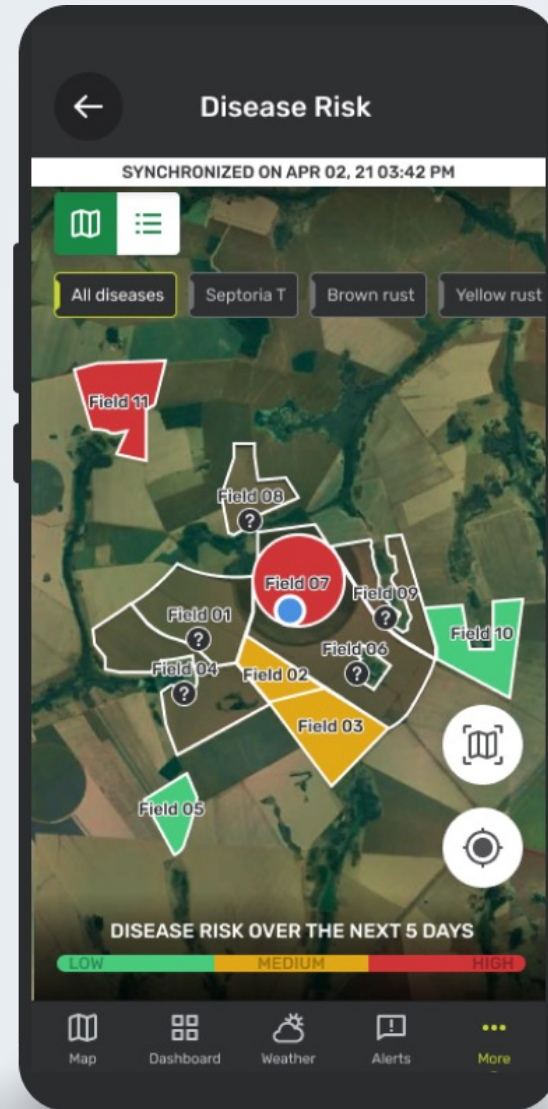 Disease Risk
SYNCHRONIZED ON APR 02, 21 03:42 PM
All diseases
Septoria T
Brown rust
Yellow rust
Field 11
Field 08
?
Field 07
Field 09
?
Field 01
?
Field 10
Field 06
?
Field 04
?
Field 02
Field 03
Field 05
DISEASE RISK OVER THE NEXT 5 DAYS
LOW MEDIUM HIGH
Map Dashboard Weather Alerts More